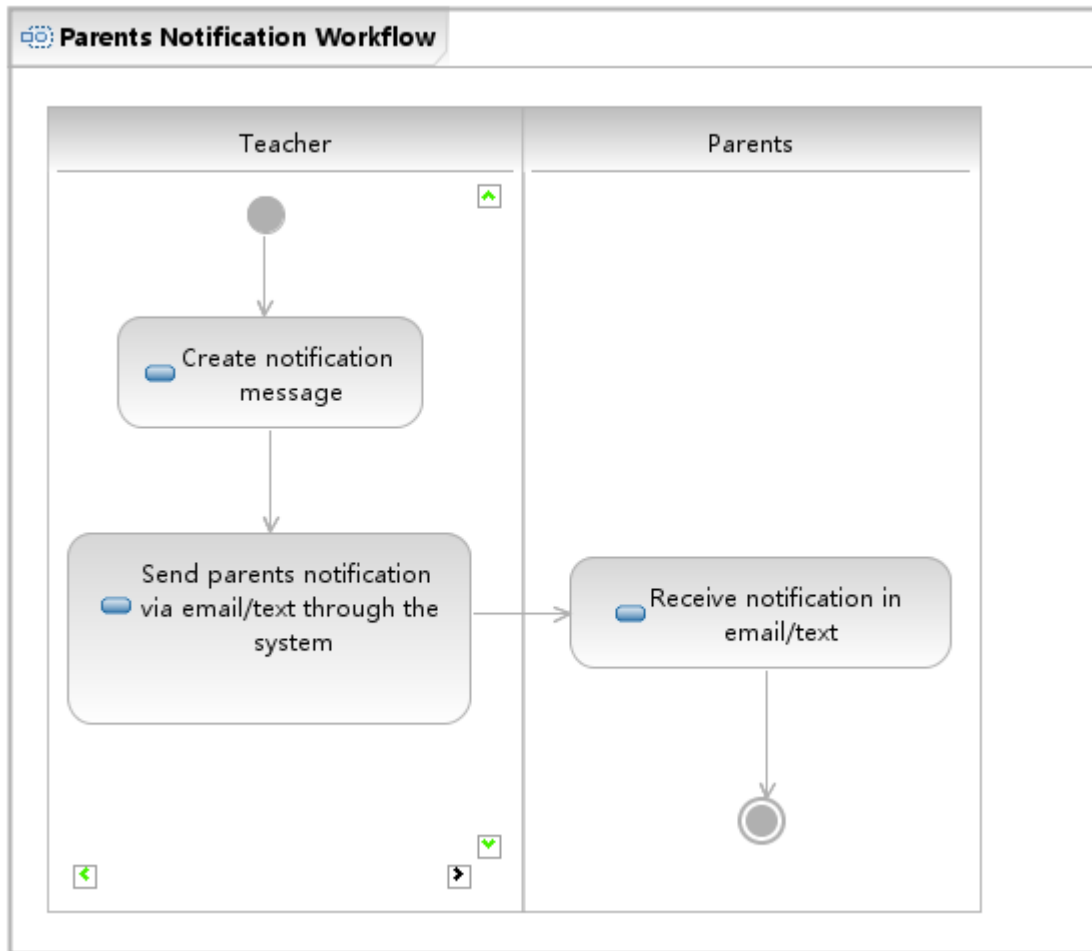 Parents Notification Workflow
Teacher
Parents
Create notification
message
Send parents notification
via email/text through the
system
Receive notification in
email/text